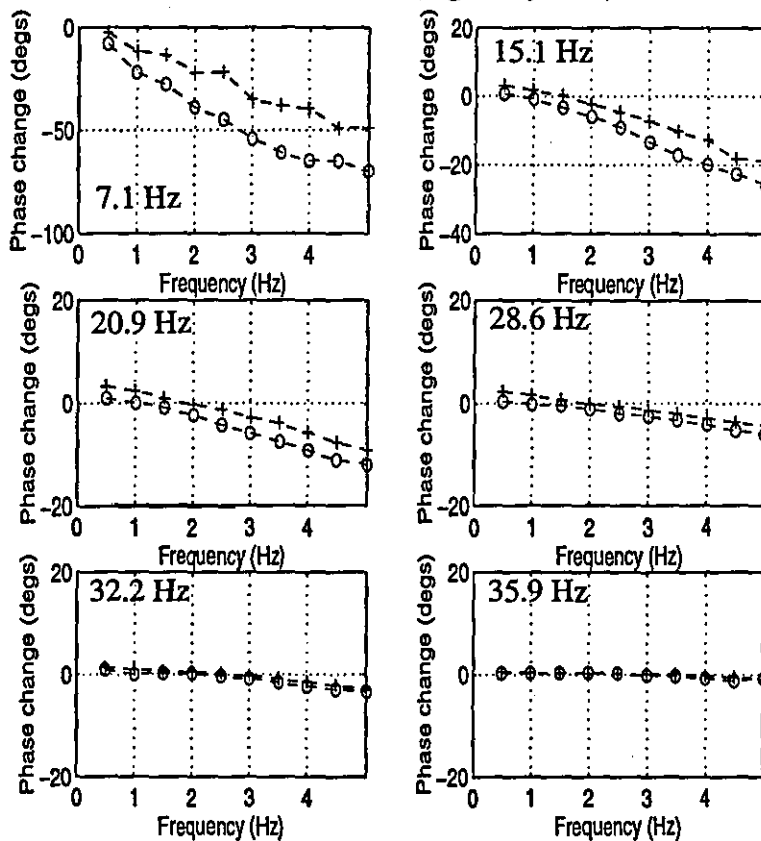 Phase change (degs)
0
-50
-100
7.1 Hz
0 1 2 3 4
Frequency (Hz)
Phase change (degs)
20
0
-20
-40
15.1 Hz
0 1 2 3 4
Frequency (Hz)
Phase change (degs)
20
0
-20
20.9 Hz
0 1 2 3 4
Frequency (Hz)
Phase change (degs)
20
0
-20
28.6 Hz
0 1 2 3 4
Frequency (Hz)
Phase change (degs)
20
0
-20
32.2 Hz
0 1 2 3 4
Frequency (Hz)
Phase change (degs)
20
0
-20
35.9 Hz
0 1 2 3 4
Frequency (Hz)